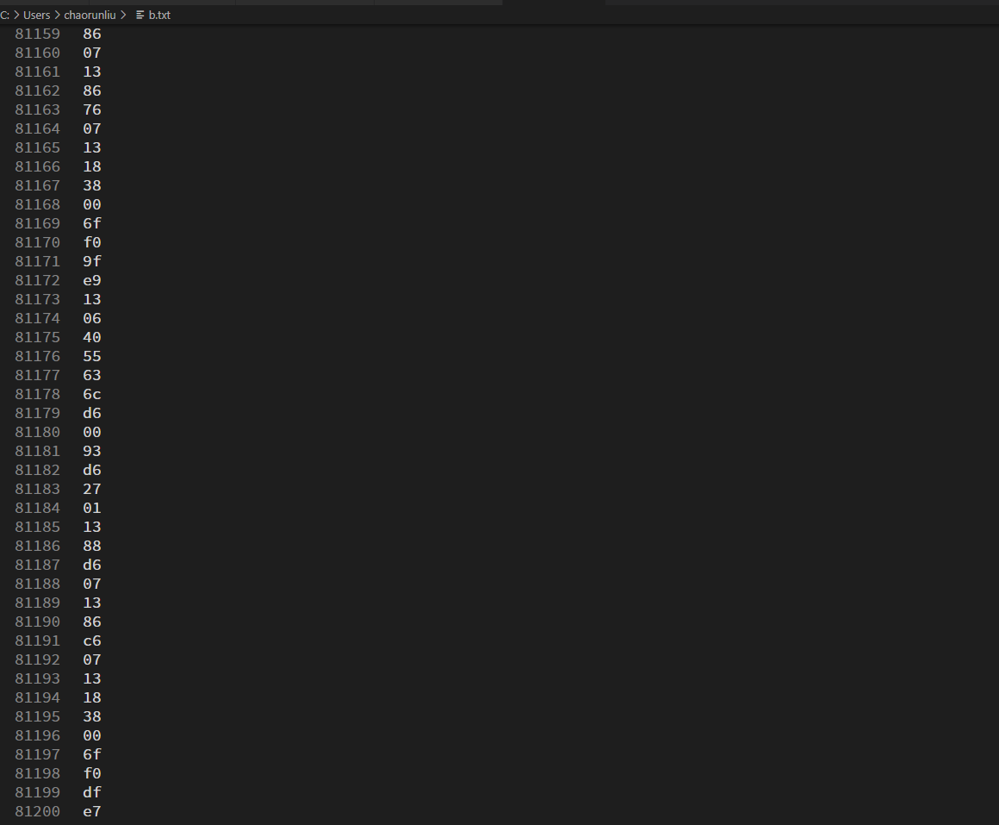 C: > Users > chaorunliu > b.txt
81159 86
81160 07
81161 13
81162 86
81163 76
81164 07
81165 13
81166 18
81167 38
81168 00
81169 6f
81170 f0
81171 9f
81172 e9
81173 13
81174 06
81175 40
81176 55
81177 63
81178 6c
81179 d6
81180 00
81181 93
81182 d6
81183 27
81184 01
81185 13
81186 88
81187 d6
81188 07
81189 13
81190 86
81191 c6
81192 07
81193 13
81194 18
81195 38
81196 00
81197 6f
81198 f0
81199 df
81200 e7